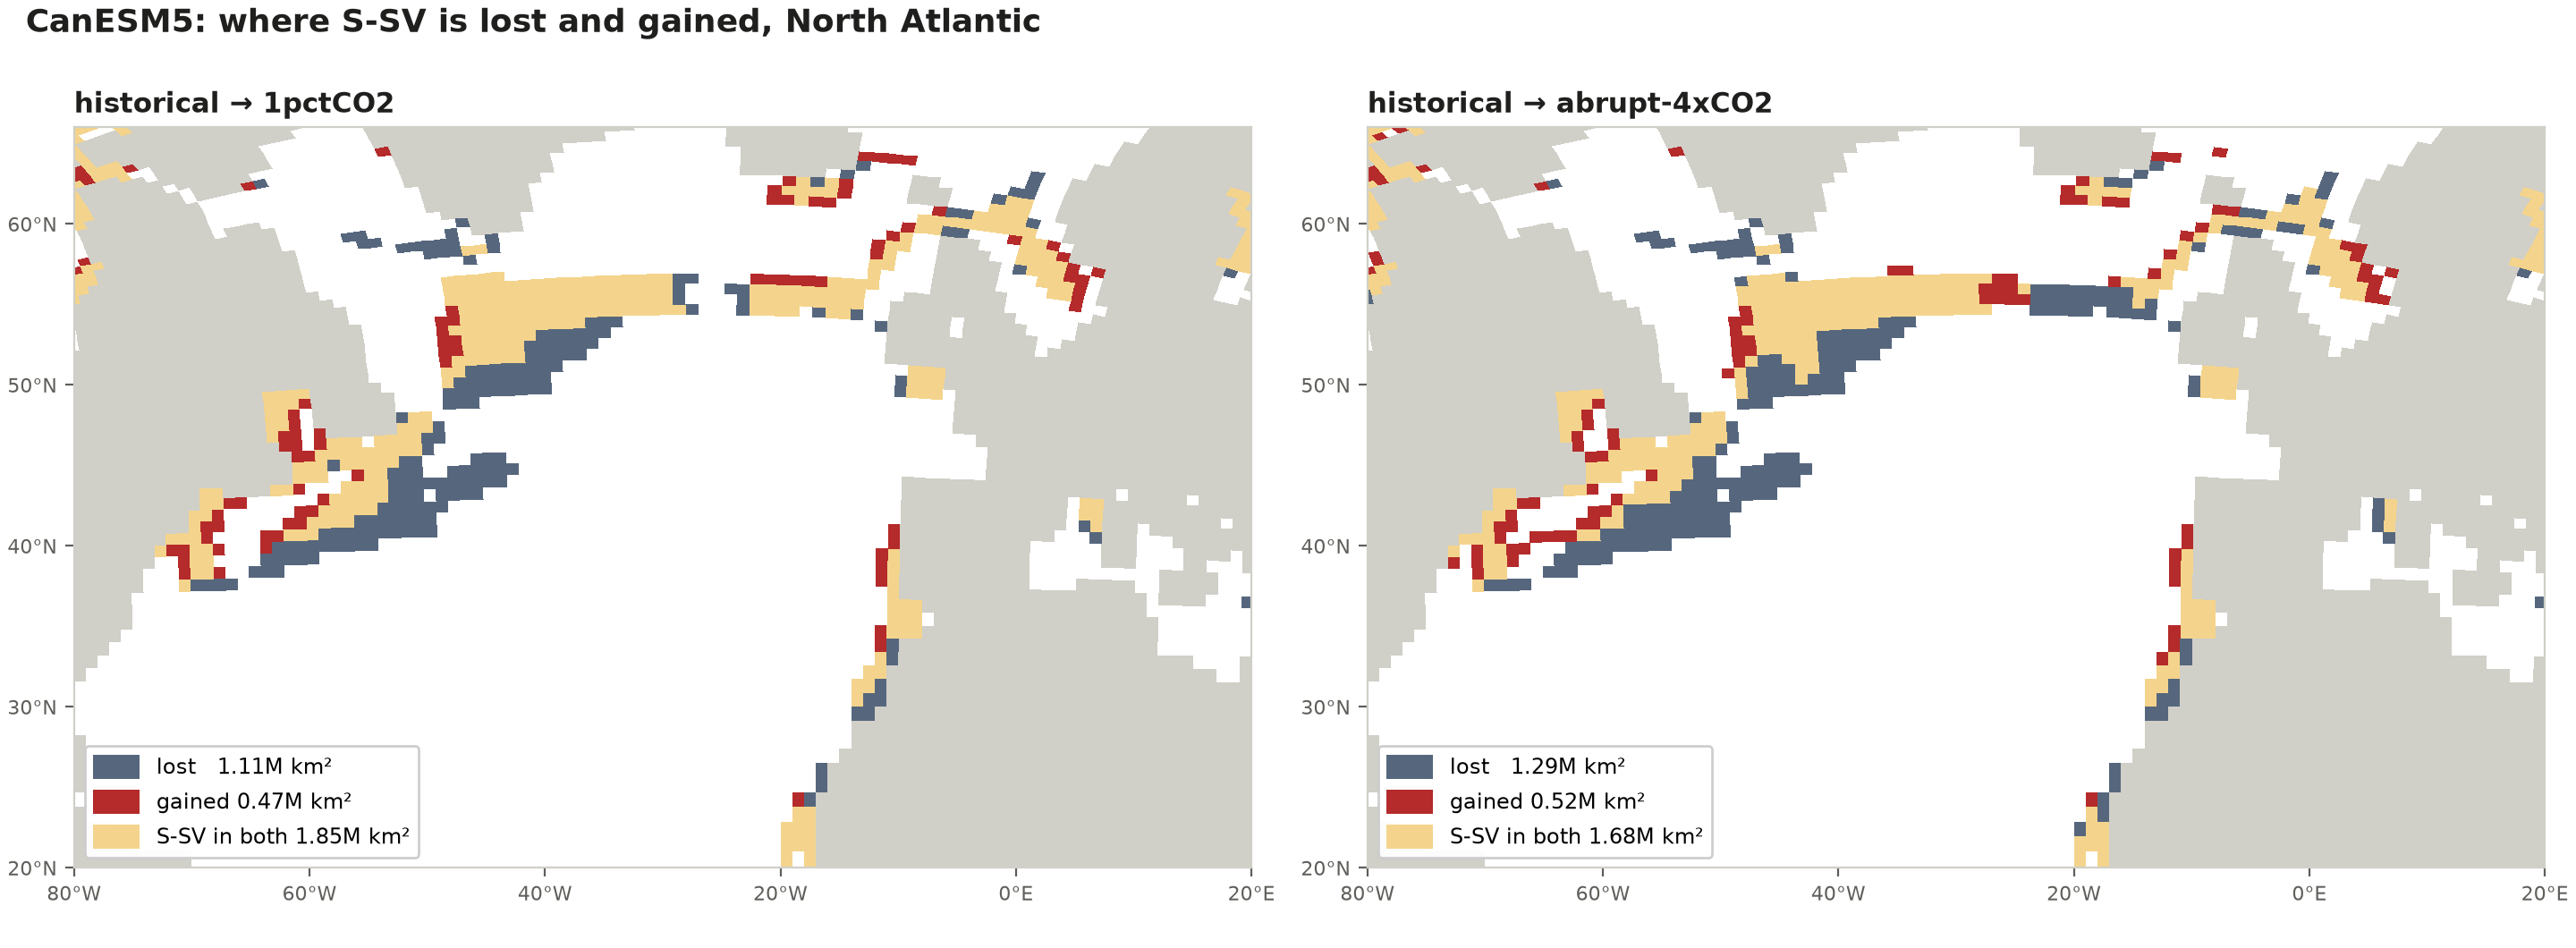 CanESM5: where S-SV is lost and gained, North Atlantic
historical → 1pctCO2
60°N
50°N
40°N
30°N
20°N
80°W
60°W
40°W
20°W
0°E
20°E
lost 1.11M km²
gained 0.47M km²
S-SV in both 1.85M km²
historical → abrupt-4xCO2
60°N
50°N
40°N
30°N
20°N
80°W
60°W
40°W
20°W
0°E
20°E
lost 1.29M km²
gained 0.52M km²
S-SV in both 1.68M km²